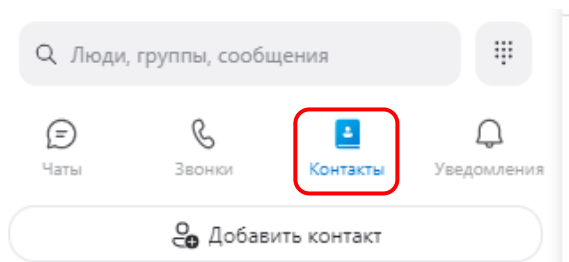 Люди, группы, сообщения
Чаты Звонки Контакты Уведомления
Добавить контакт